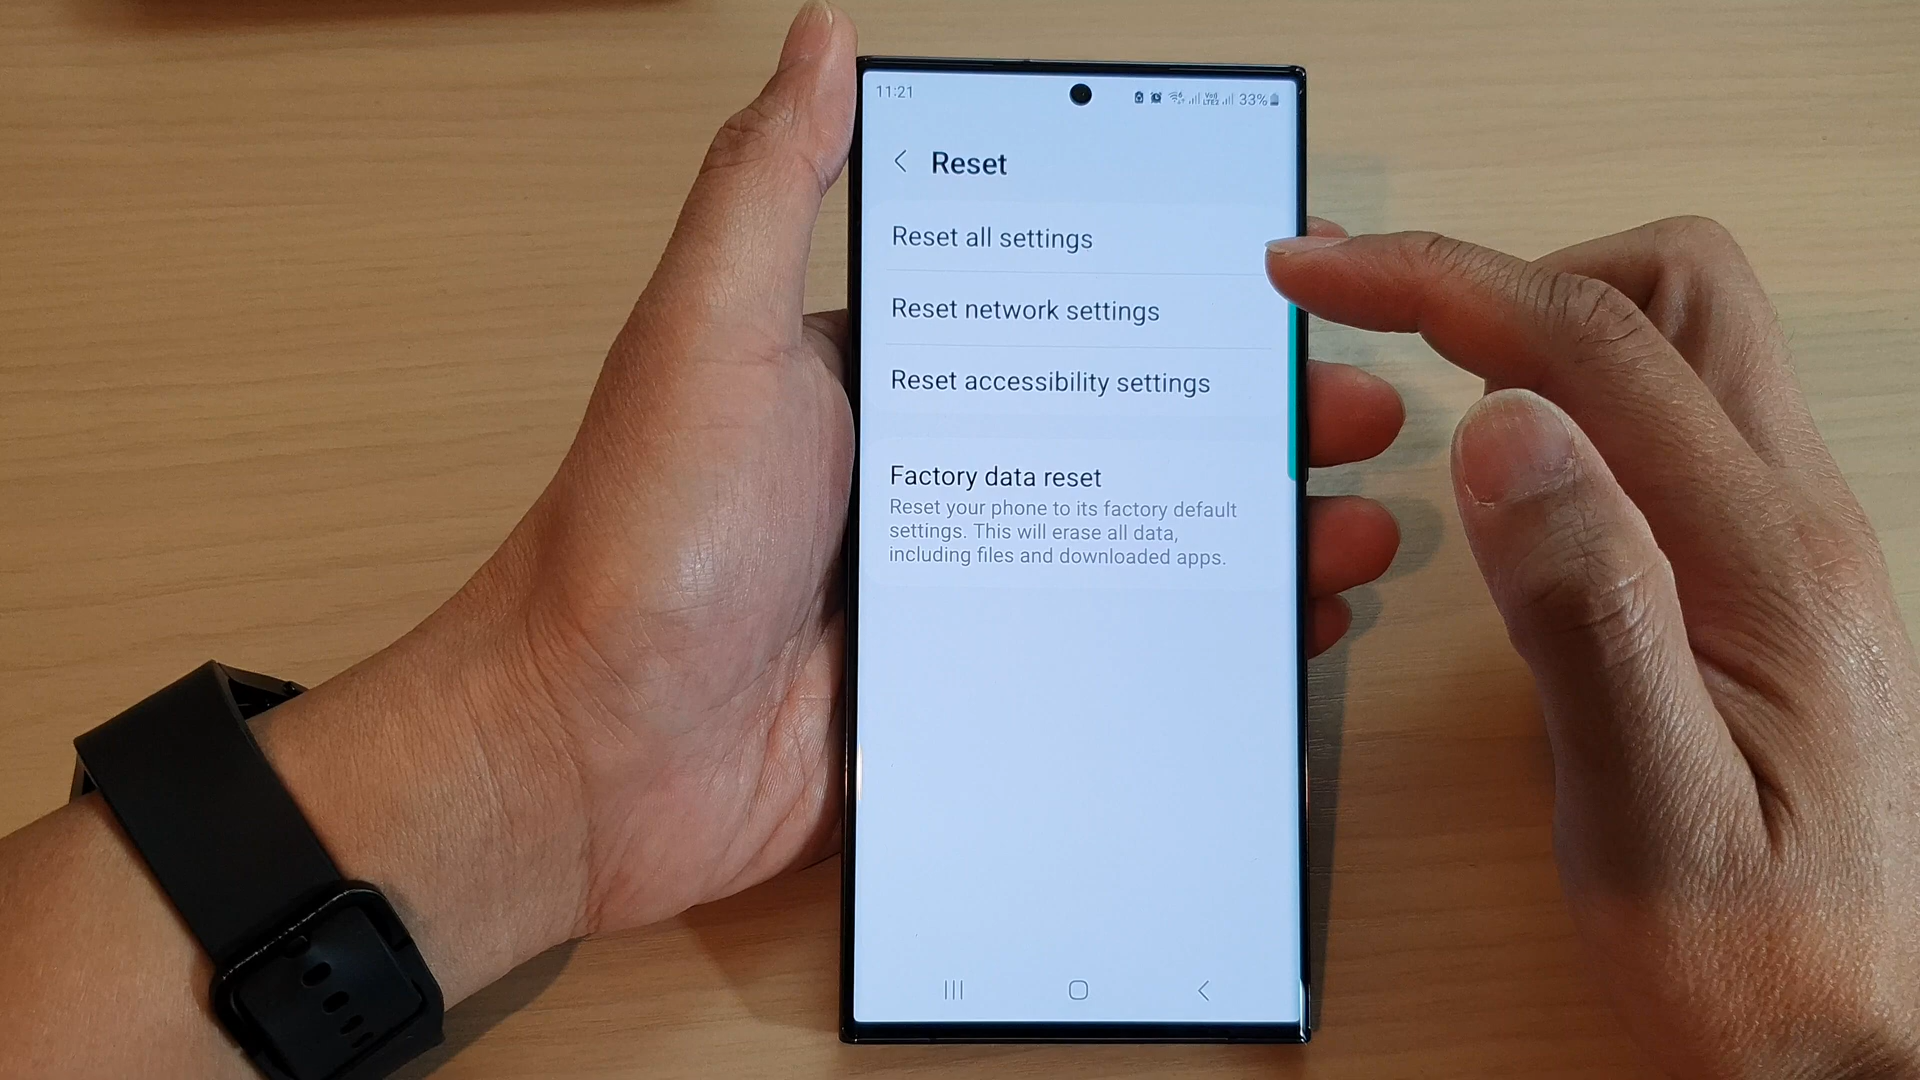 11:21
33%
Reset
Reset all settings
Reset network settings
Reset accessibility settings
Factory data reset
Reset your phone to its factory default
settings. This will erase all data,
including files and downloaded apps.